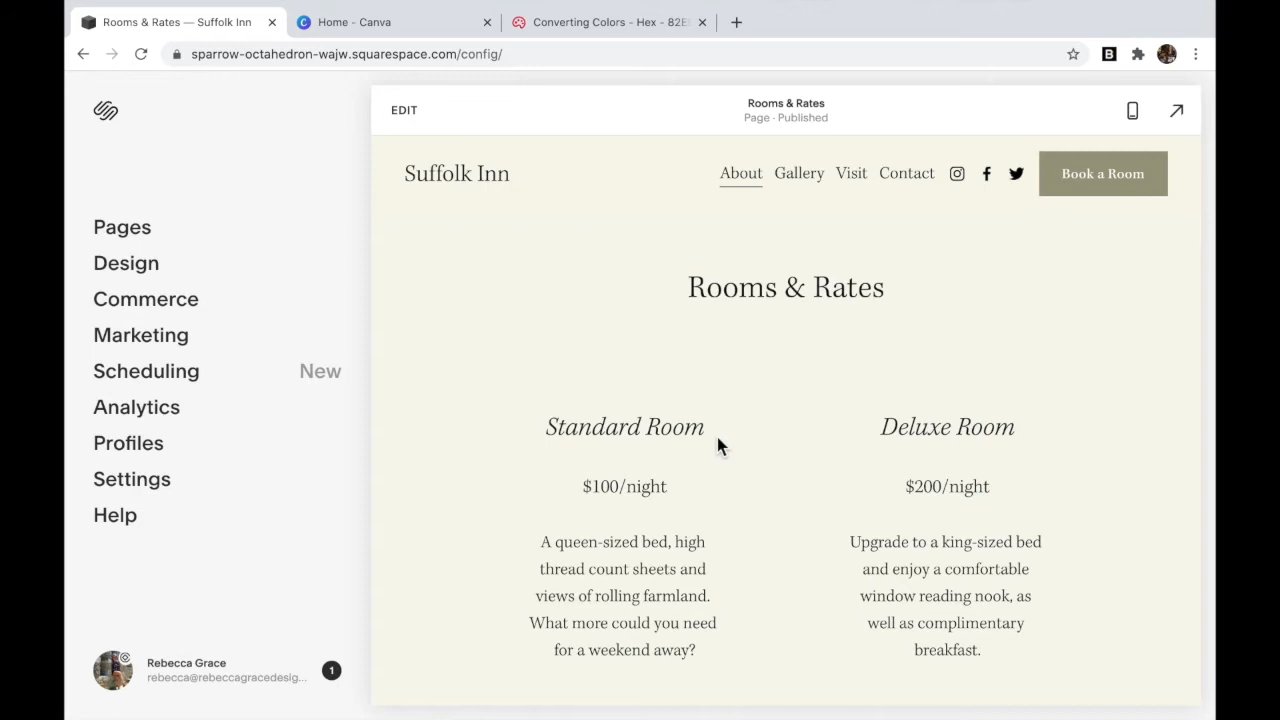 Rooms & Rates — Suffolk Inn
Home - Canva
Converting Colors - Hex - 82E
sparrow-octahedron-wajw.squarespace.com/config/
EDIT
Rooms & Rates
Page · Published
Suffolk Inn
About Gallery Visit Contact
Book a Room
Pages
Design
Commerce
Marketing
Scheduling New
Analytics
Profiles
Settings
Help
Rebecca Grace
rebecca@rebeccagracedesig...
1
Rooms & Rates
Standard Room
$100/night
A queen-sized bed, high
thread count sheets and
views of rolling farmland.
What more could you need
for a weekend away?
Deluxe Room
$200/night
Upgrade to a king-sized bed
and enjoy a comfortable
window reading nook, as
well as complimentary
breakfast.